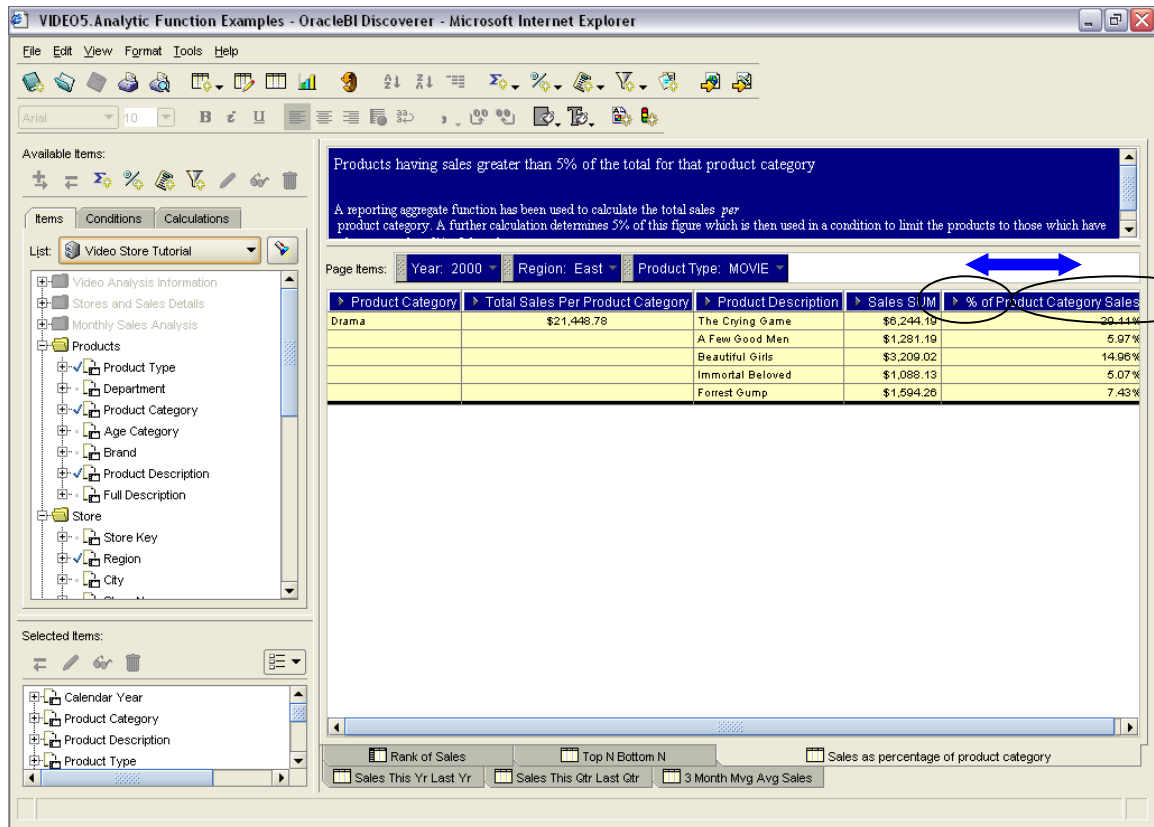 VIDEO5.Analytic Function Examples - OracleBI Discoverer - Microsoft Internet Explorer
File Edit View Format Tools Help
Arial 10 B i U
Available Items:
Items Conditions Calculations
List: Video Store Tutorial
Video Analysis Information
Stores and Sales Details
Monthly Sales Analysis
Products
Product Type
Department
Product Category
Age Category
Brand
Product Description
Full Description
Store
Store Key
Region
City
Selected Items:
Calendar Year
Product Category
Product Description
Product Type
Products having sales greater than 5% of the total for that product category
A reporting aggregate function has been used to calculate the total sales per
product category. A further calculation determines 5% of this figure which is then used in a condition to limit the products to those which have
Page Items: Year: 2000 Region: East Product Type: MOVIE
Product Category Total Sales Per Product Category Product Description Sales SUM % of Product Category Sales
Drama $21,448.78 The Crying Game $6,244.19 29.11%
A Few Good Men $1,281.19 5.97%
Beautiful Girls $3,209.02 14.96%
Immortal Beloved $1,088.13 5.07%
Forrest Gump $1,594.26 7.43%
Rank of Sales Top N Bottom N Sales as percentage of product category
Sales This Yr Last Yr Sales This Qtr Last Qtr 3 Month Mvg Avg Sales